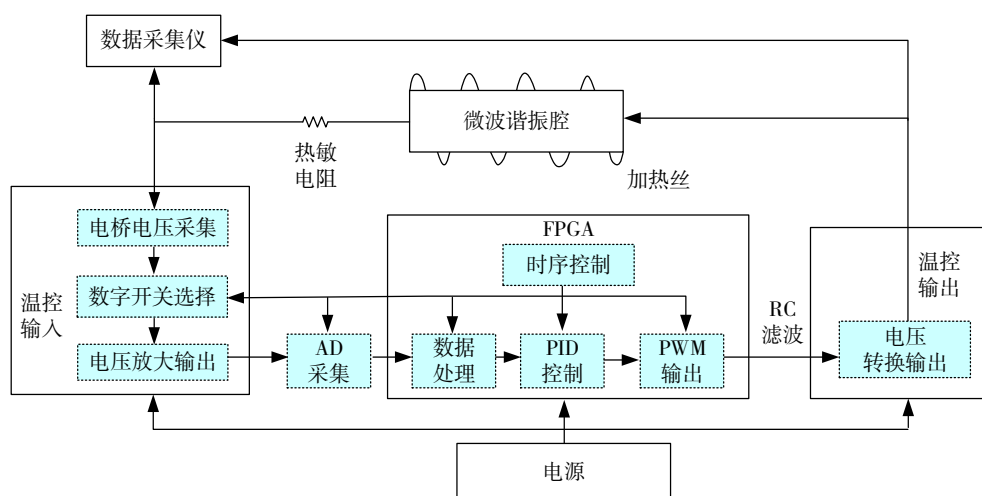 数据采集仪
微波谐振腔
热敏
电阻
加热丝
电桥电压采集
数字开关选择
电压放大输出
温控
输入
AD
采集
FPGA
时序控制
数据
处理
PID
控制
PWM
输出
RC
滤波
温控
输出
电压
转换输出
电源